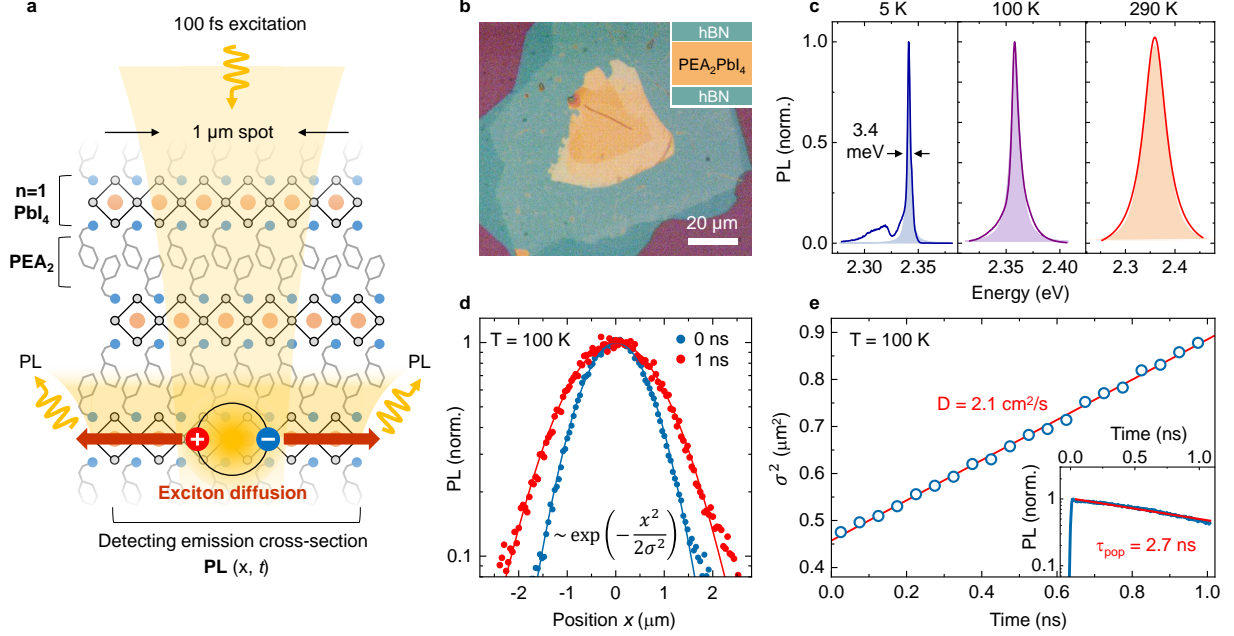 a
100 fs excitation
1 µm spot
n=1
PbI₄
PEA₂
PL
PL
+
−
Exciton diffusion
Detecting emission cross-section
PL (x, t)
b
hBN
PEA₂PbI₄
hBN
20 µm
c
5 K
100 K
290 K
PL (norm.)
1.0
0.5
0.0
3.4
meV
2.30
2.35
2.35
2.40
2.3
2.4
Energy (eV)
d
T = 100 K
0 ns
1 ns
PL (norm.)
1
0.1
~ exp (− x² / 2σ²)
-2
-1
0
1
2
Position x (µm)
e
T = 100 K
σ² (µm²)
0.9
0.8
0.7
0.6
0.5
0.4
D = 2.1 cm²/s
Time (ns)
0.0
0.5
1.0
PL (norm.)
1
0.1
τpop = 2.7 ns
0.0
0.2
0.4
0.6
0.8
1.0
Time (ns)